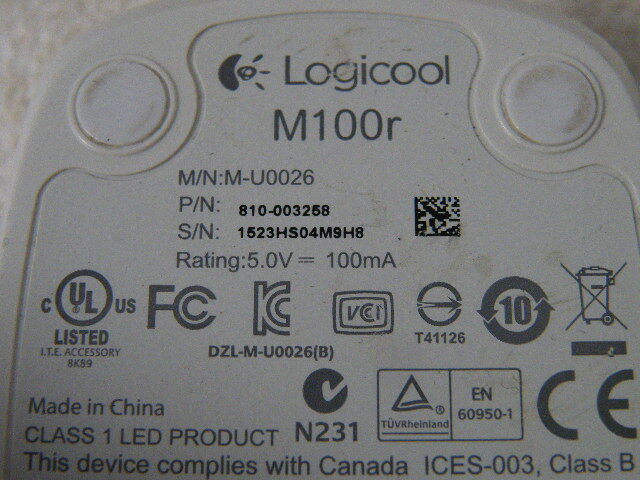 Logicool
M100r
M/N:M-U0026
P/N: 810-003258
S/N: 1523HS04M9H8
Rating:5.0V⎓ 100mA
C UL US
LISTED
I.T.E. ACCESSORY
8K89
FC
KC
VCI
T41126
10
DZL-M-U0026(B)
Made in China
N231
TÜVRheinland
EN
60950-1
CE
CLASS 1 LED PRODUCT
This device complies with Canada ICES-003, Class B